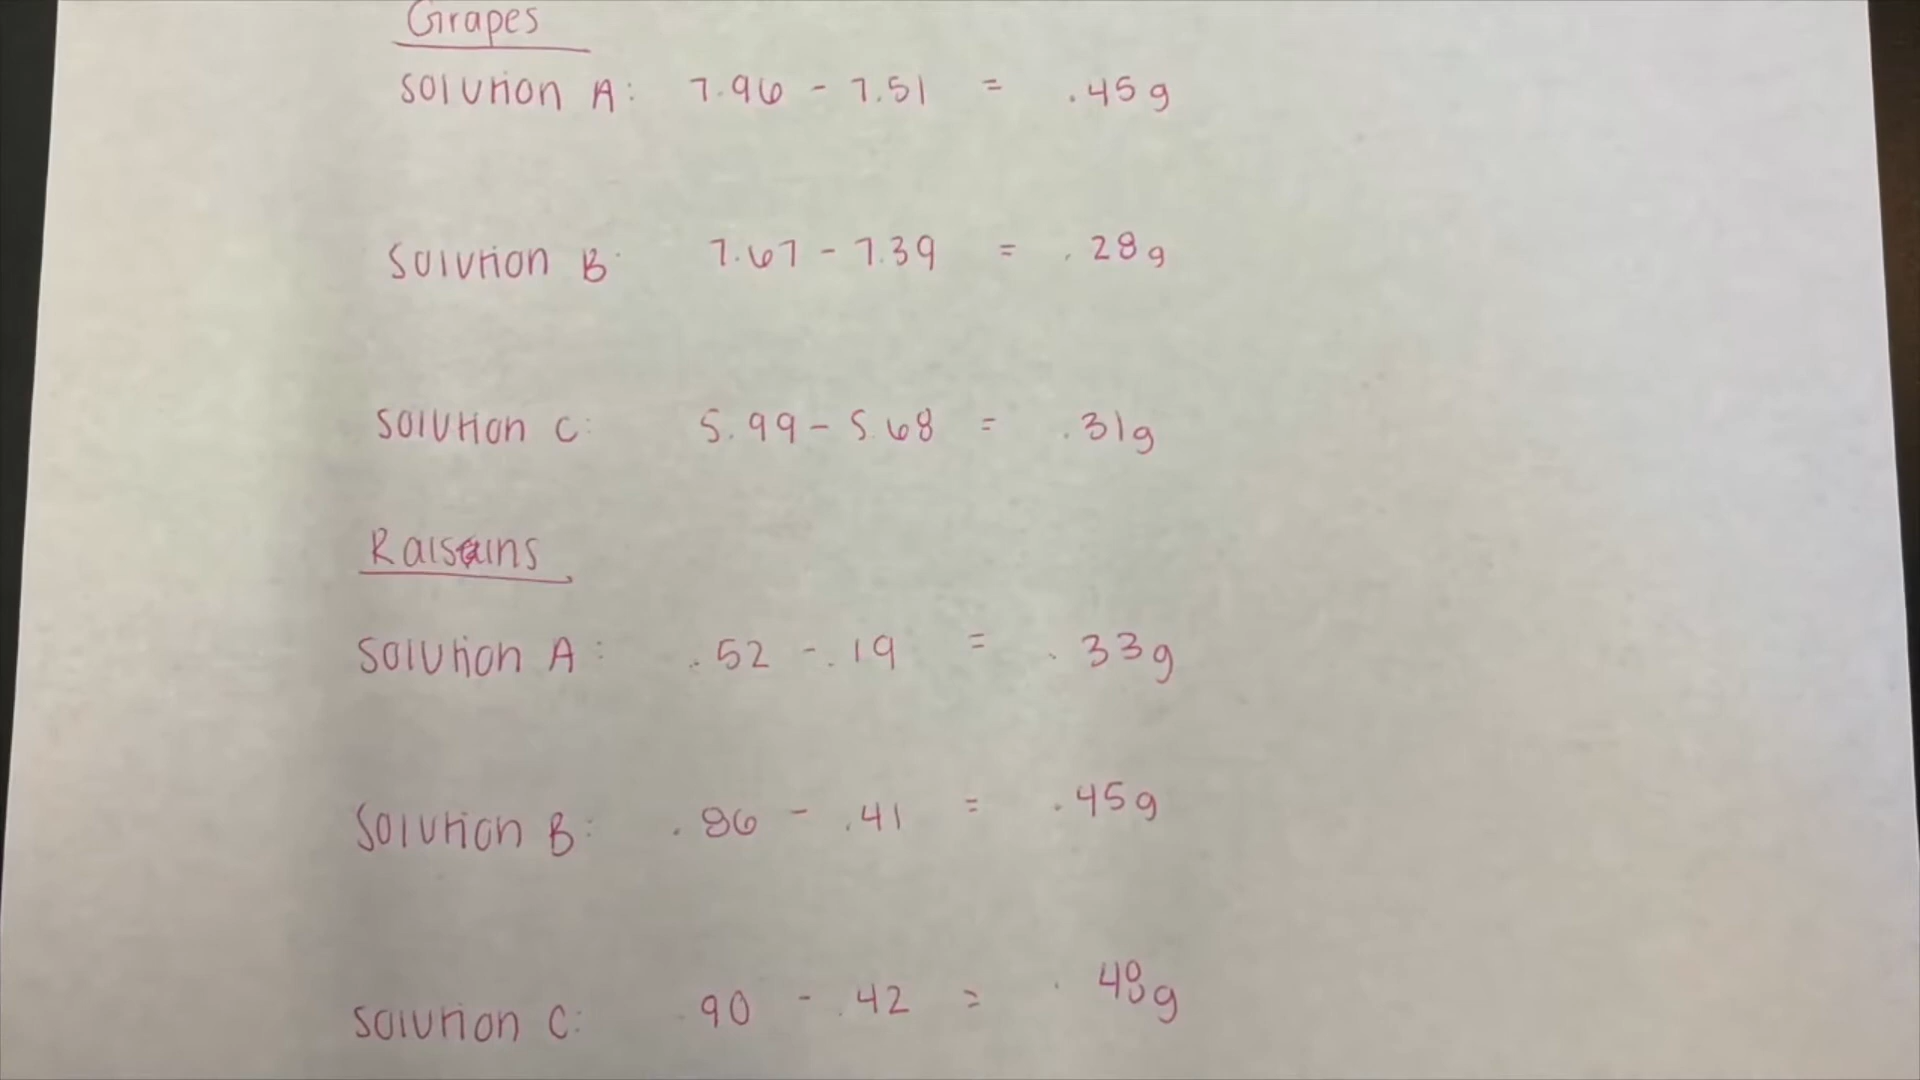 Grapes
Solution A: 7.96 - 7.51 = .45g
Solution B: 7.67 - 7.39 = .28g
Solution C: 5.99 - 5.68 = .31g
Raisins
Solution A: .52 - .19 = .33g
Solution B: .86 - .41 = .45g
Solution C: .90 - .42 = .48g